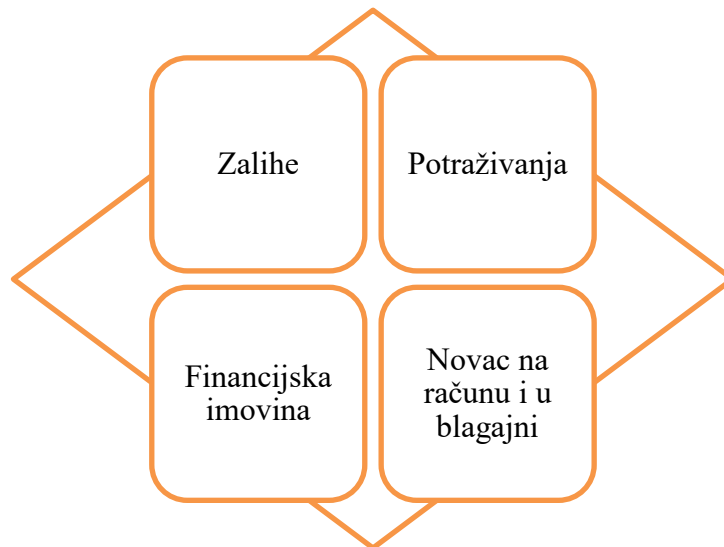 Zalihe
Potraživanja
Financijska
imovina
Novac na
računu i u
blagajni